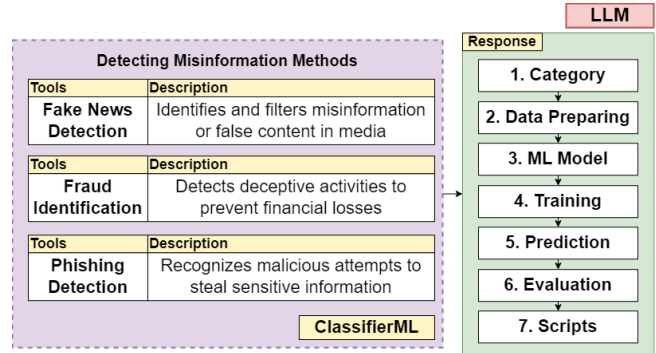 LLM
Detecting Misinformation Methods
Tools Description
Fake News Detection
Identifies and filters misinformation
or false content in media
Tools Description
Fraud Identification
Detects deceptive activities to
prevent financial losses
Tools Description
Phishing Detection
Recognizes malicious attempts to
steal sensitive information
ClassifierML
Response
1. Category
2. Data Preparing
3. ML Model
4. Training
5. Prediction
6. Evaluation
7. Scripts